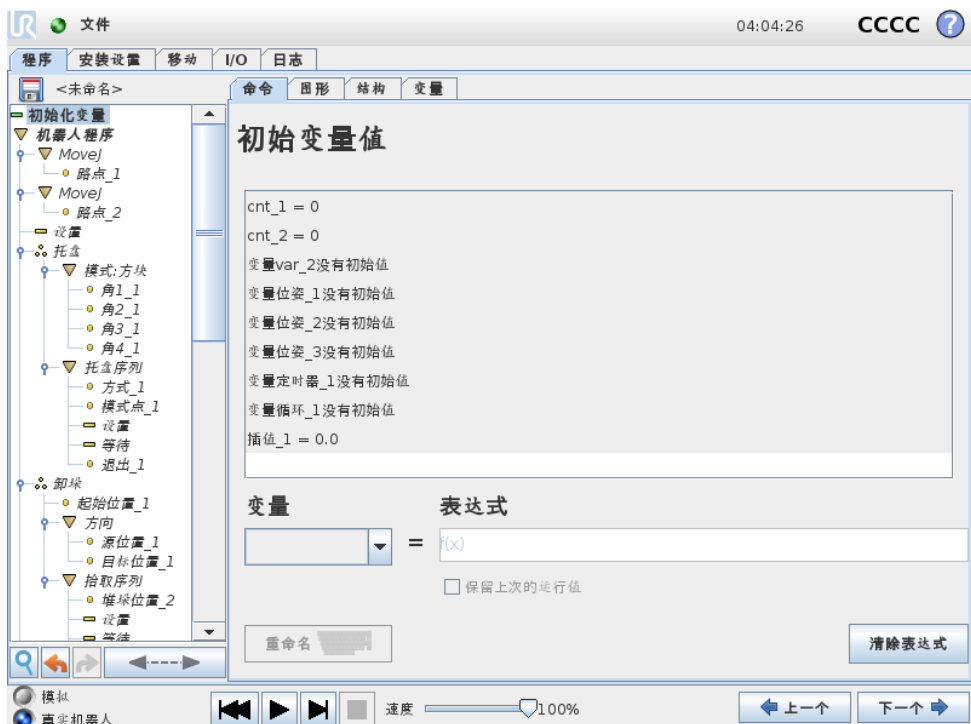 UR 文件 04:04:26 CCCC ?
程序 安装设置 移动 I/O 日志
<未命名>
初始化变量
机器人程序
MoveJ
路点_1
MoveJ
路点_2
设置
托盘
模式:方块
角1_1
角2_1
角3_1
角4_1
托盘序列
方式_1
模式点_1
设置
等待
退出_1
卸垛
起始位置_1
方向
源位置_1
目标位置_1
拾取序列
堆垛位置_2
设置
等待
命令 图形 结构 变量
初始变量值
cnt_1 = 0
cnt_2 = 0
变量var_2没有初始值
变量位姿_1没有初始值
变量位姿_2没有初始值
变量位姿_3没有初始值
变量定时器_1没有初始值
变量循环_1没有初始值
插值_1 = 0.0
变量 表达式
= f(x)
保留上次的运行值
重命名
清除表达式
模拟
真实机器人
速度 100%
上一个 下一个